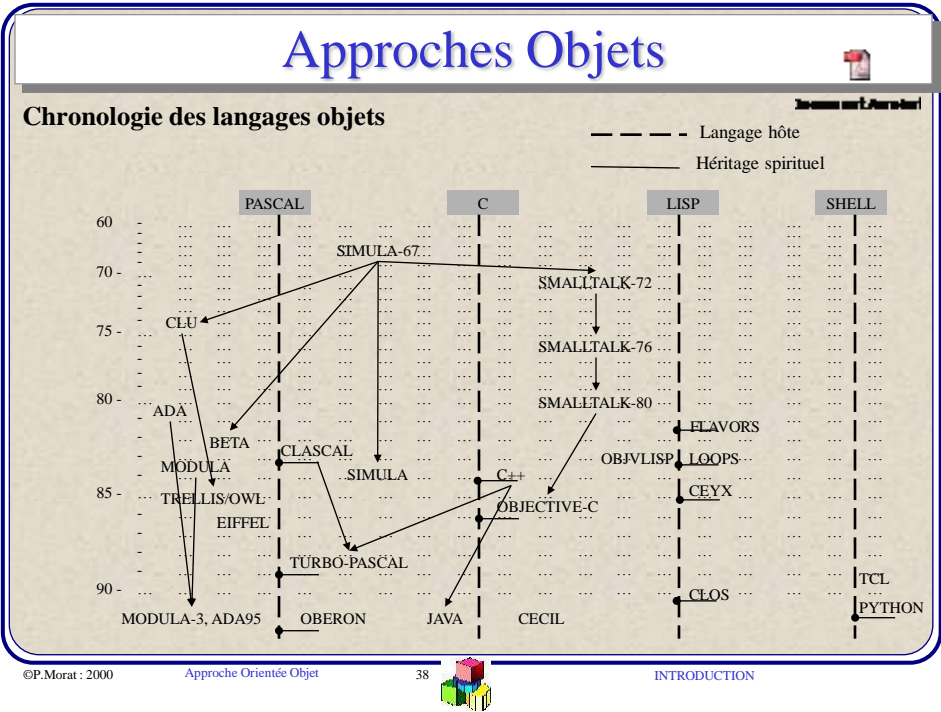 Approches Objets
Chronologie des langages objets
Langage hôte
Héritage spirituel
PASCAL C LISP SHELL
60 -
SIMULA-67
70 -
SMALLTALK-72
CLU
75 -
SMALLTALK-76
80 -
SMALLTALK-80
ADA
FLAVORS
BETA
CLASCAL
OBJVLISP LOOPS
MODULA
SIMULA
C++
85 -
TRELLIS/OWL
CEYX
OBJECTIVE-C
EIFFEL
TURBO-PASCAL
TCL
90 -
CLOS
PYTHON
MODULA-3, ADA95 OBERON JAVA CECIL
©P.Morat : 2000 Approche Orientée Objet 38 INTRODUCTION